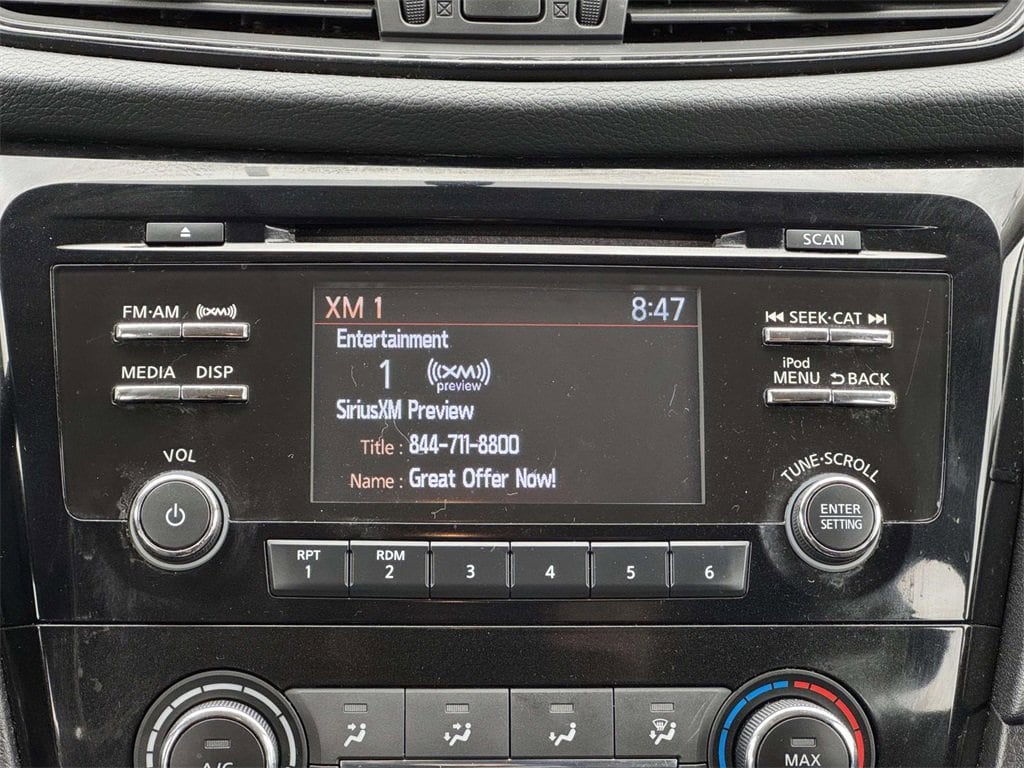 SCAN
FM·AM ((XM))
MEDIA DISP
VOL
XM 1 8:47
Entertainment
1 ((XM))
preview
SiriusXM Preview
Title : 844-711-8800
Name : Great Offer Now!
SEEK·CAT
iPod
MENU BACK
TUNE·SCROLL
ENTER
SETTING
RPT RDM
1 2 3 4 5 6
A/C
MAX